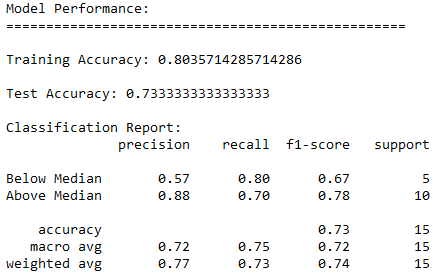 Model Performance:
==================================================
Training Accuracy: 0.8035714285714286
Test Accuracy: 0.7333333333333333
Classification Report:
precision recall f1-score support
Below Median 0.57 0.80 0.67 5
Above Median 0.88 0.70 0.78 10
accuracy 0.73 15
macro avg 0.72 0.75 0.72 15
weighted avg 0.77 0.73 0.74 15